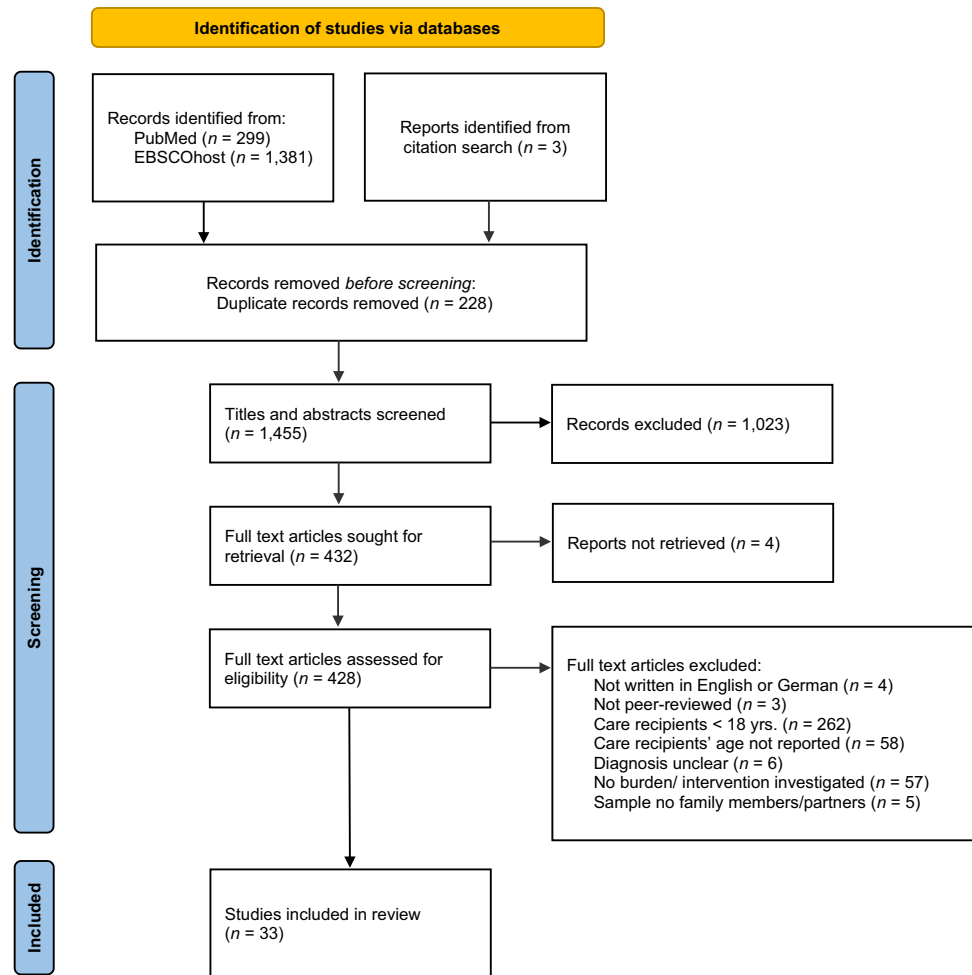 Identification of studies via databases
Identification
Records identified from:
PubMed (n = 299)
EBSCOhost (n = 1,381)
Reports identified from
citation search (n = 3)
Records removed before screening:
Duplicate records removed (n = 228)
Screening
Titles and abstracts screened
(n = 1,455)
Records excluded (n = 1,023)
Full text articles sought for
retrieval (n = 432)
Reports not retrieved (n = 4)
Full text articles assessed for
eligibility (n = 428)
Full text articles excluded:
Not written in English or German (n = 4)
Not peer-reviewed (n = 3)
Care recipients < 18 yrs. (n = 262)
Care recipients’ age not reported (n = 58)
Diagnosis unclear (n = 6)
No burden/ intervention investigated (n = 57)
Sample no family members/partners (n = 5)
Included
Studies included in review
(n = 33)